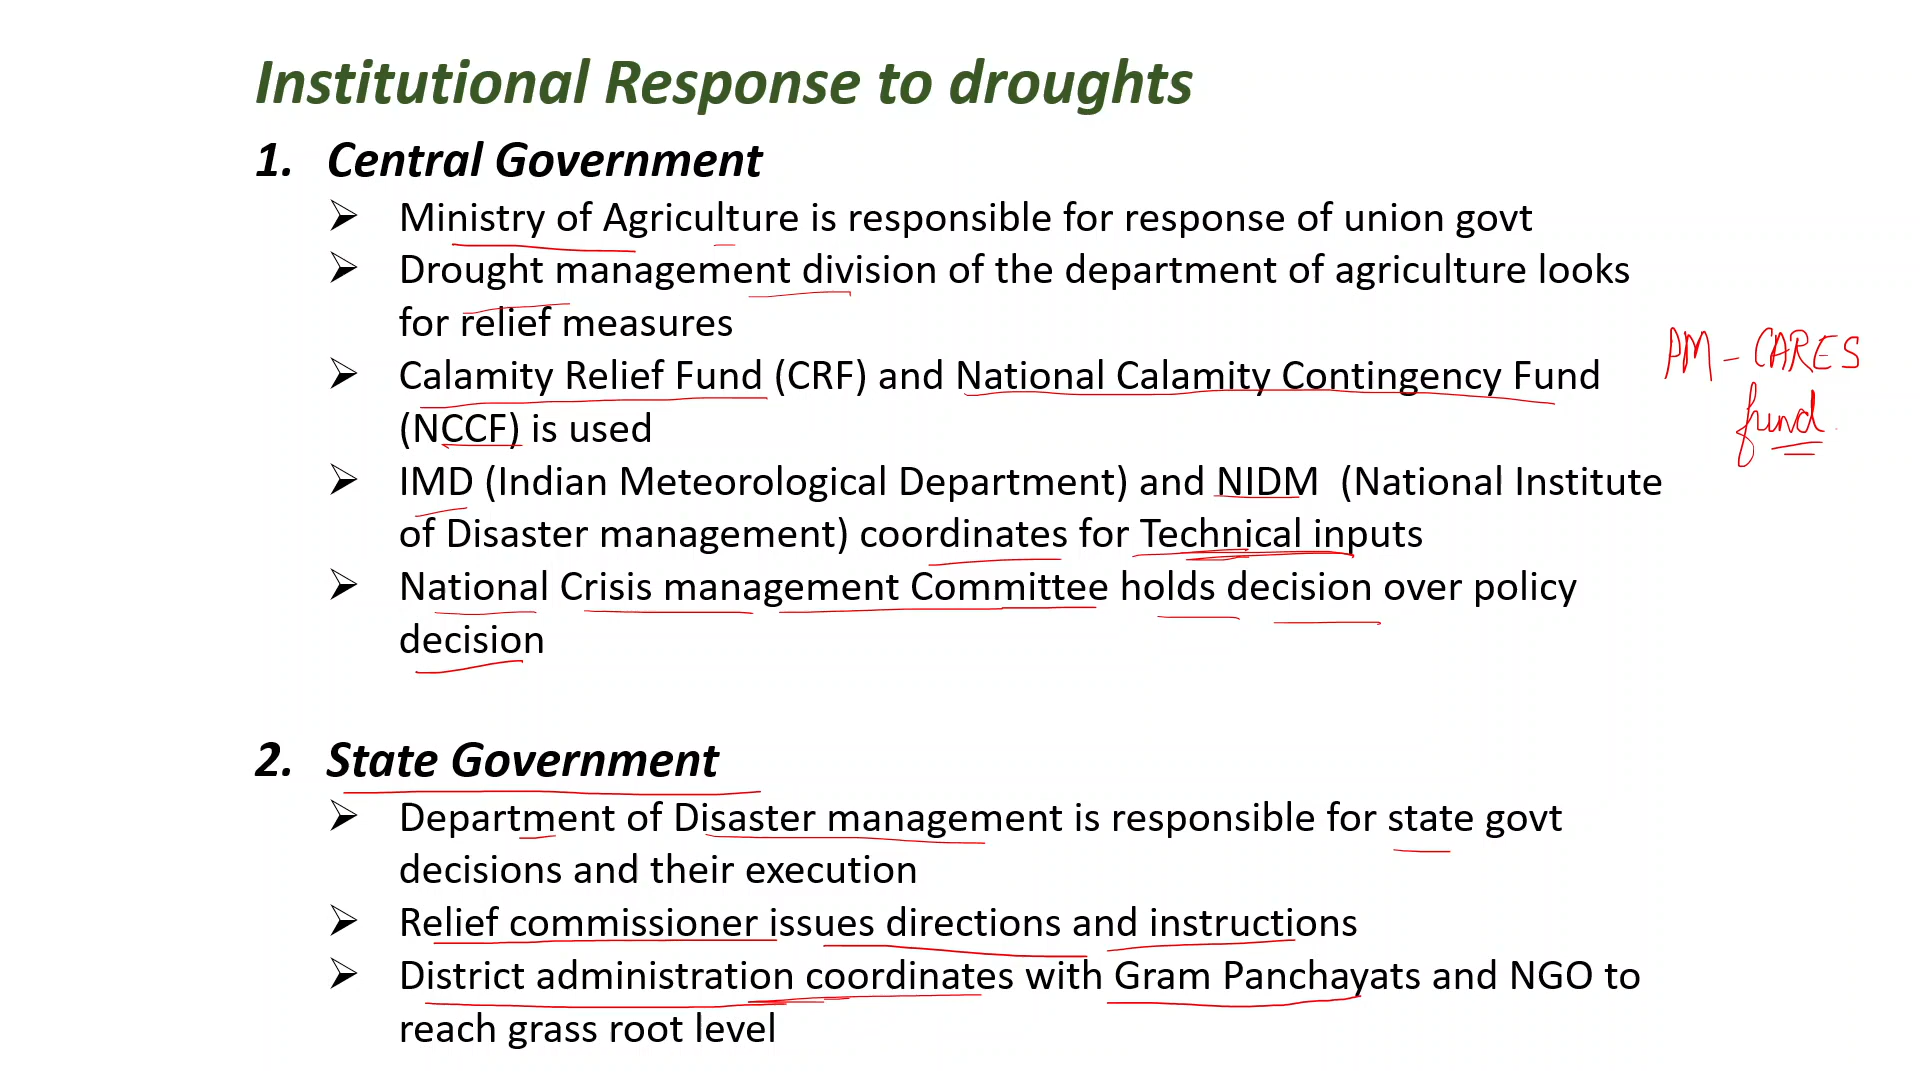 Institutional Response to droughts
1. Central Government
➢ Ministry of Agriculture is responsible for response of union govt
➢ Drought management division of the department of agriculture looks
for relief measures
➢ Calamity Relief Fund (CRF) and National Calamity Contingency Fund
(NCCF) is used
PM - CARES
fund.
➢ IMD (Indian Meteorological Department) and NIDM (National Institute
of Disaster management) coordinates for Technical inputs
➢ National Crisis management Committee holds decision over policy
decision
2. State Government
➢ Department of Disaster management is responsible for state govt
decisions and their execution
➢ Relief commissioner issues directions and instructions
➢ District administration coordinates with Gram Panchayats and NGO to
reach grass root level